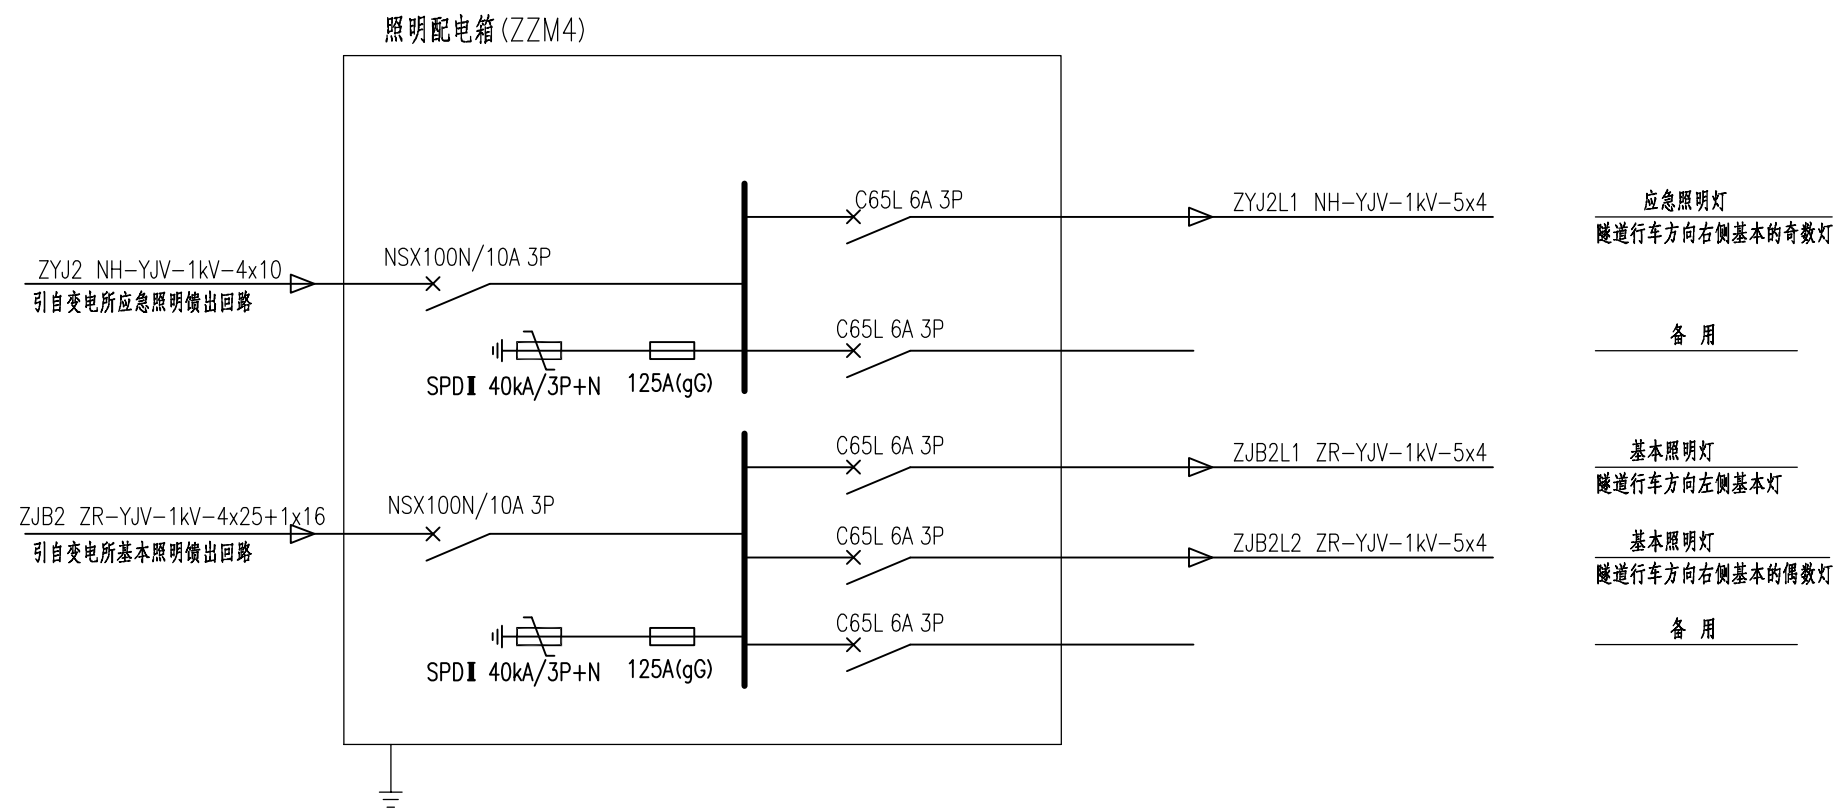 照明配电箱(ZZM4)
C65L 6A 3P
ZYJ2L1 NH-YJV-1kV-5x4
应急照明灯
隧道行车方向右侧基本的奇数灯
NSX100N/10A 3P
ZYJ2 NH-YJV-1kV-4x10
引自变电所应急照明馈出回路
C65L 6A 3P
备 用
SPDⅡ 40kA/3P+N
125A(gG)
C65L 6A 3P
ZJB2L1 ZR-YJV-1kV-5x4
基本照明灯
隧道行车方向左侧基本灯
NSX100N/10A 3P
ZJB2 ZR-YJV-1kV-4x25+1x16
引自变电所基本照明馈出回路
C65L 6A 3P
ZJB2L2 ZR-YJV-1kV-5x4
基本照明灯
隧道行车方向右侧基本的偶数灯
C65L 6A 3P
备 用
SPDⅡ 40kA/3P+N
125A(gG)